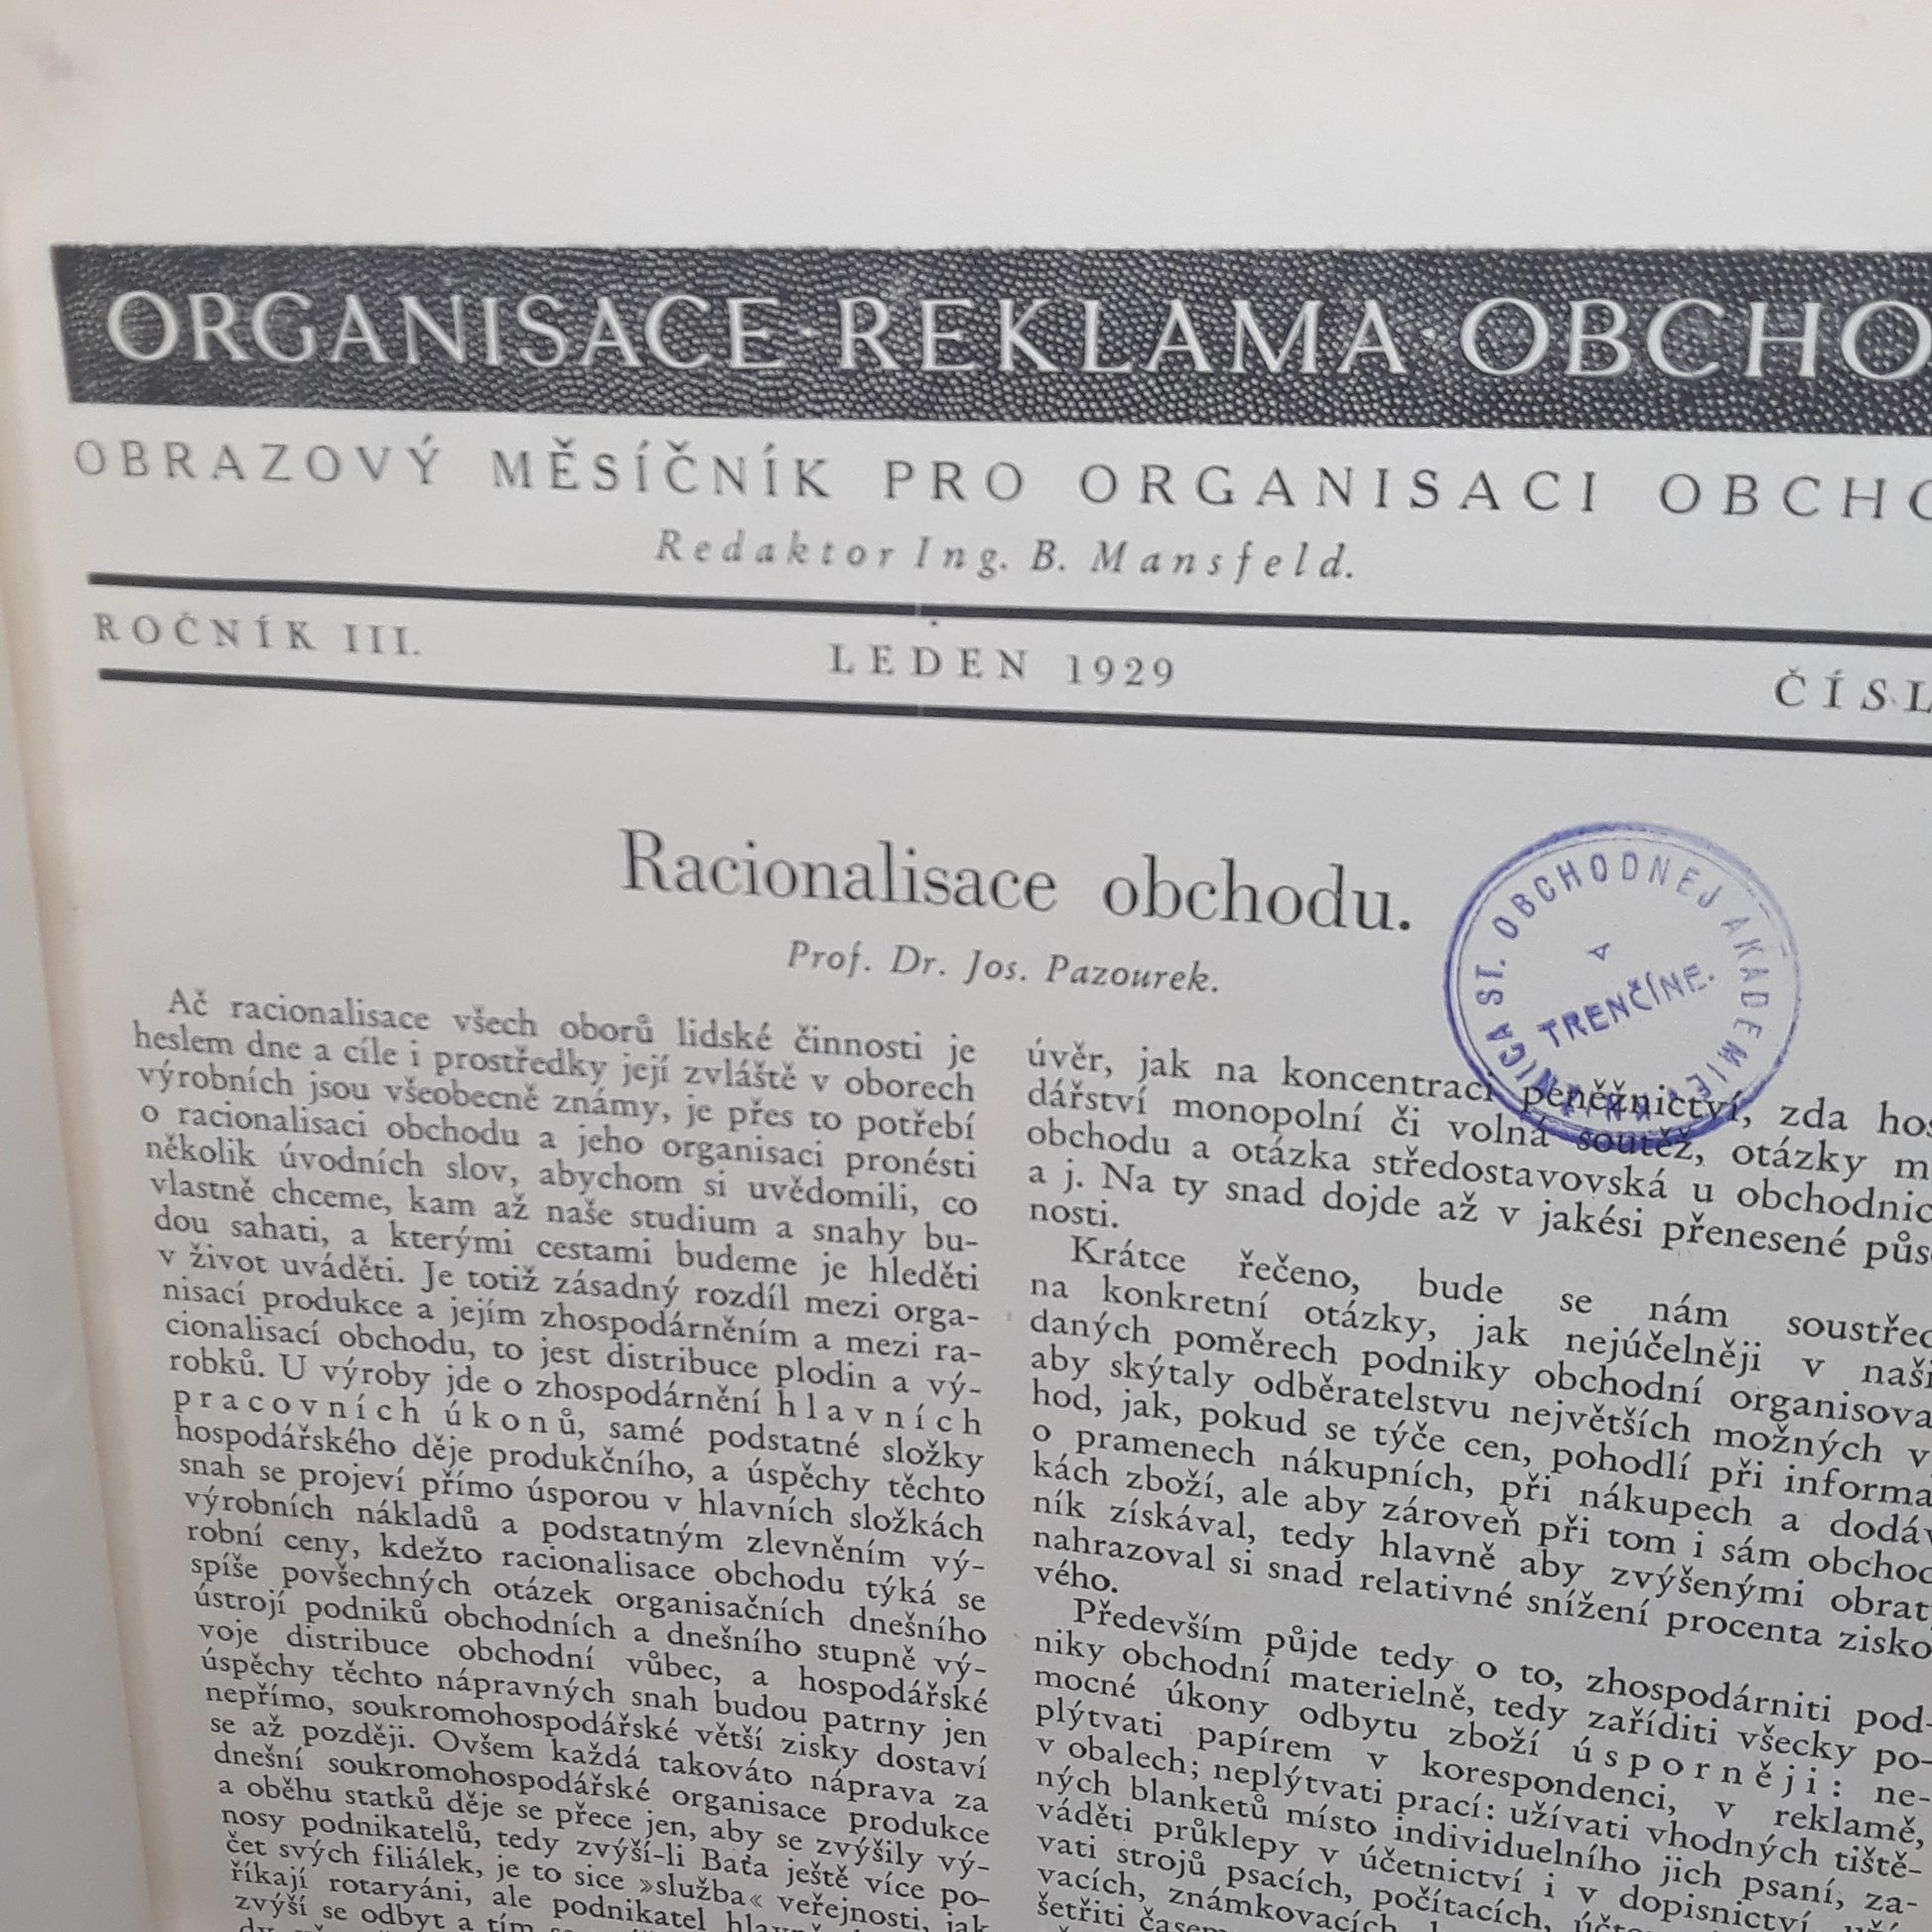 ORGANISACE·REKLAMA·OBCHO
OBRAZOVÝ MĚSÍČNÍK PRO ORGANISACI OBCHO
Redaktor Ing. B. Mansfeld.
ROČNÍK III.
LEDEN 1929
ČÍSL
Racionalisace obchodu.
Prof. Dr. Jos. Pazourek.
ST. OBCHODNEJ AKADEMIE
V
TRENČÍNE.
Ač racionalisace všech oborů lidské činnosti je
heslem dne a cíle i prostředky její zvláště v oborech
výrobních jsou všeobecně známy, je přes to potřebí
o racionalisaci obchodu a jeho organisaci pronésti
několik úvodních slov, abychom si uvědomili, co
vlastně chceme, kam až naše studium a snahy bu-
dou sahati, a kterými cestami budeme je hleděti
v život uváděti. Je totiž zásadný rozdíl mezi orga-
nisací produkce a jejím zhospodárněním a mezi ra-
cionalisací obchodu, to jest distribuce plodin a vý-
robků. U výroby jde o zhospodárnění hlavních
pracovních úkonů, samé podstatné složky
hospodářského děje produkčního, a úspěchy těchto
snah se projeví přímo úsporou v hlavních složkách
výrobních nákladů a podstatným zlevněním vý-
robní ceny, kdežto racionalisace obchodu týká se
spíše povšechných otázek organisačních dnešního
ústrojí podniků obchodních a dnešního stupně vý-
voje distribuce obchodní vůbec, a hospodářské
úspěchy těchto nápravných snah budou patrny jen
nepřímo, soukromohospodářské větší zisky dostaví
se až později. Ovšem každá takováto náprava za
dnešní soukromohospodářské organisace produkce
a oběhu statků děje se přece jen, aby se zvýšily vý-
nosy podnikatelů, tedy zvýší-li Baťa ještě více po-
čet svých filiálek, je to sice »služba« veřejnosti, jak
říkají rotaryáni, ale podnikatel
zvýší se odbyt a tím
úvěr, jak na koncentraci peněžnictví, zda hos
dářství monopolní či volná soutěž, otázky m
obchodu a otázka středostavovská u obchodnic
a j. Na ty snad dojde až v jakési přenesené půs
nosti.
Krátce řečeno, bude se nám soustřed
na konkretní otázky, jak nejúčelněji v naši
daných poměrech podniky obchodní organisova
aby skýtaly odběratelstvu největších možných v
hod, jak, pokud se týče cen, pohodlí při informa
o pramenech nákupních, při nákupech a dodáv
kách zboží, ale aby zároveň při tom i sám obchod
ník získával, tedy hlavně aby zvýšenými obrat
nahrazoval si snad relativné snížení procenta zisko
vého.
Především půjde tedy o to, zhospodárniti pod-
niky obchodní materielně, tedy zaříditi všecky po-
mocné úkony odbytu zboží úsporněji: ne-
plýtvati papírem v korespondenci, v reklamě,
v obalech; neplýtvati prací: užívati vhodných tiště-
ných blanketů místo individuelního jich psaní, za-
váděti průklepy v účetnictví i v dopisnictví,
vati strojů psacích, počítacích,
vacích, známkovacích
šetřiti časem